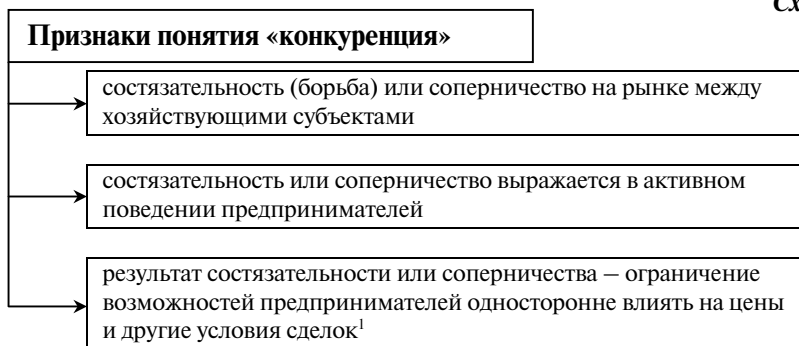 Сх
Признаки понятия «конкуренция»
состязательность (борьба) или соперничество на рынке между
хозяйствующими субъектами
состязательность или соперничество выражается в активном
поведении предпринимателей
результат состязательности или соперничества – ограничение
возможностей предпринимателей односторонне влиять на цены
и другие условия сделок¹